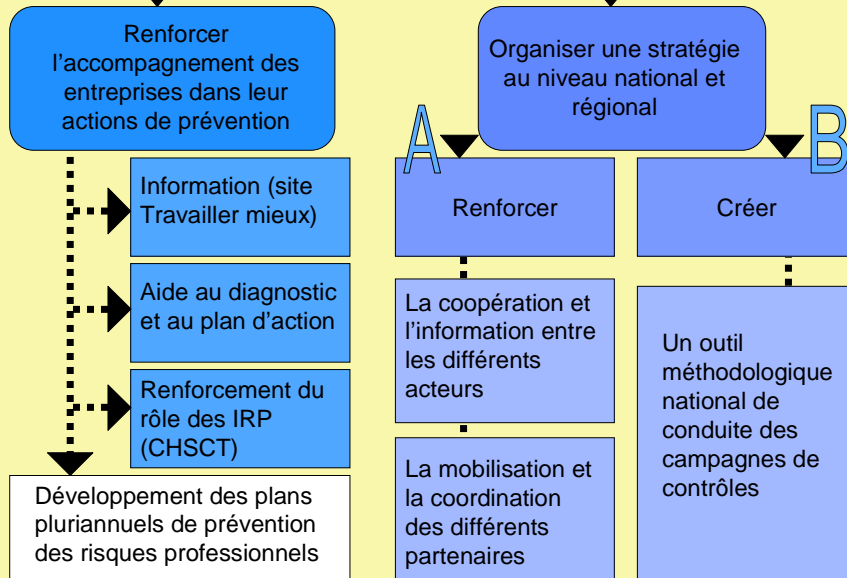 Renforcer
l'accompagnement des
entreprises dans leur
actions de prévention
Information (site
Travailler mieux)
Aide au diagnostic
et au plan d'action
Renforcement du
rôle des IRP
(CHSCT)
Développement des plans
pluriannuels de prévention
des risques professionnels
Organiser une stratégie
au niveau national et
régional
A
Renforcer
La coopération et
l'information entre
les différents
acteurs
La mobilisation et
la coordination
des différents
partenaires
B
Créer
Un outil
méthodologique
national de
conduite des
campagnes de
contrôles